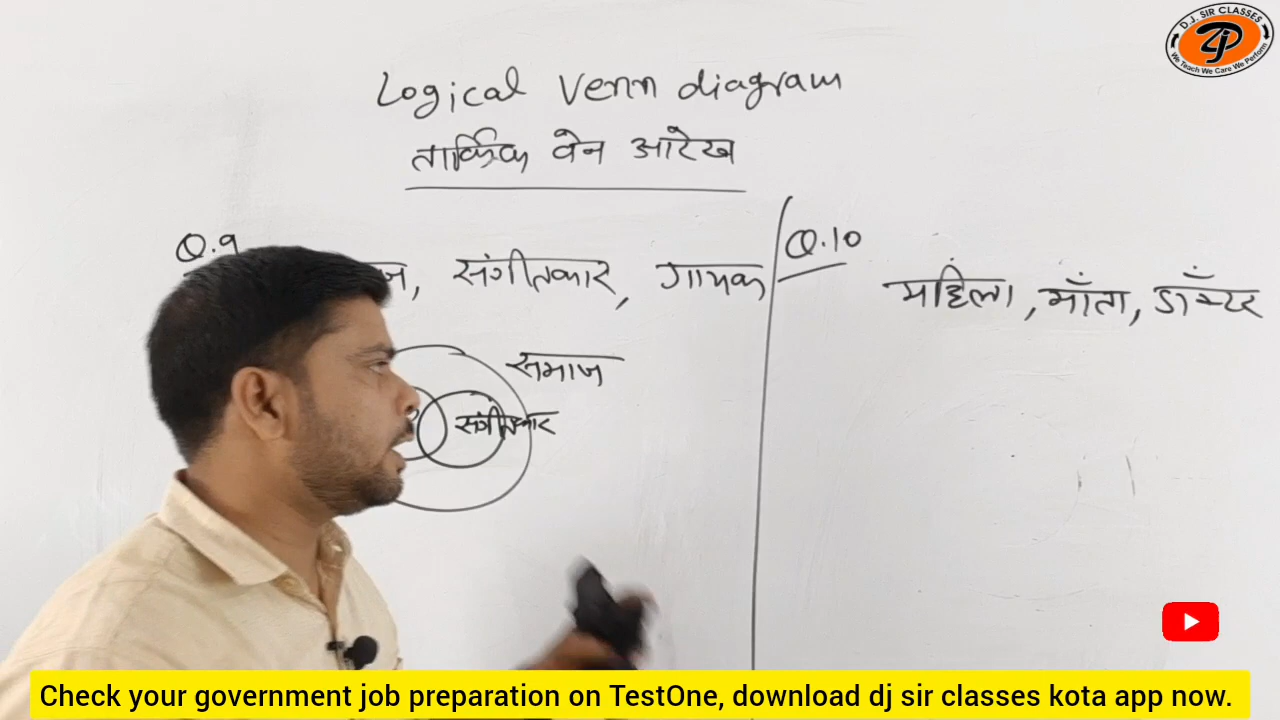 D.J. SIR CLASSES
We Teach We Care We Perform
Logical Venn diagram
तार्किक वेन आरेख
Q.9
संगीतकार, गायक
समाज
संगीतकार
Q.10
महिला, माँता, डॉक्टर
Check your government job preparation on TestOne, download dj sir classes kota app now.